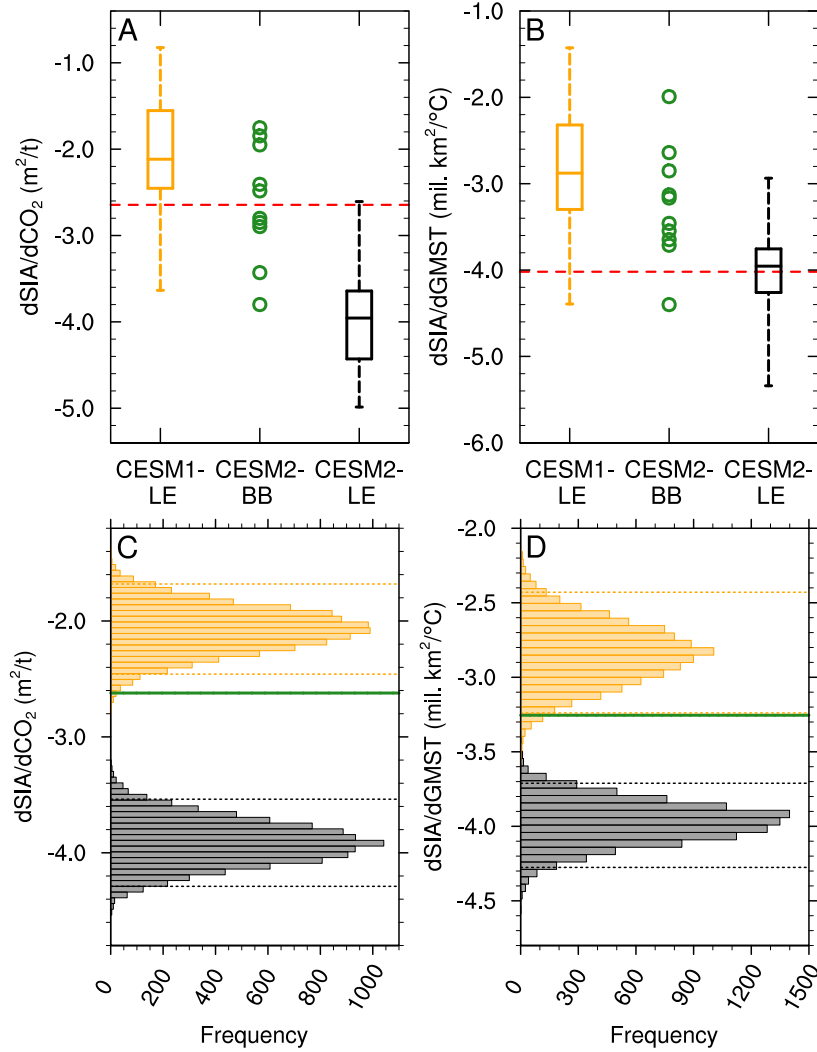 A
dSIA/dCO₂ (m²/t)
-1.0
-2.0
-3.0
-4.0
-5.0
CESM1-LE
CESM2-BB
CESM2-LE
B
dSIA/dGMST (mil. km²/°C)
-1.0
-2.0
-3.0
-4.0
-5.0
-6.0
CESM1-LE
CESM2-BB
CESM2-LE
C
dSIA/dCO₂ (m²/t)
-2.0
-3.0
-4.0
0
200
400
600
800
1000
Frequency
D
dSIA/dGMST (mil. km²/°C)
-2.0
-2.5
-3.0
-3.5
-4.0
-4.5
0
300
600
900
1200
1500
Frequency